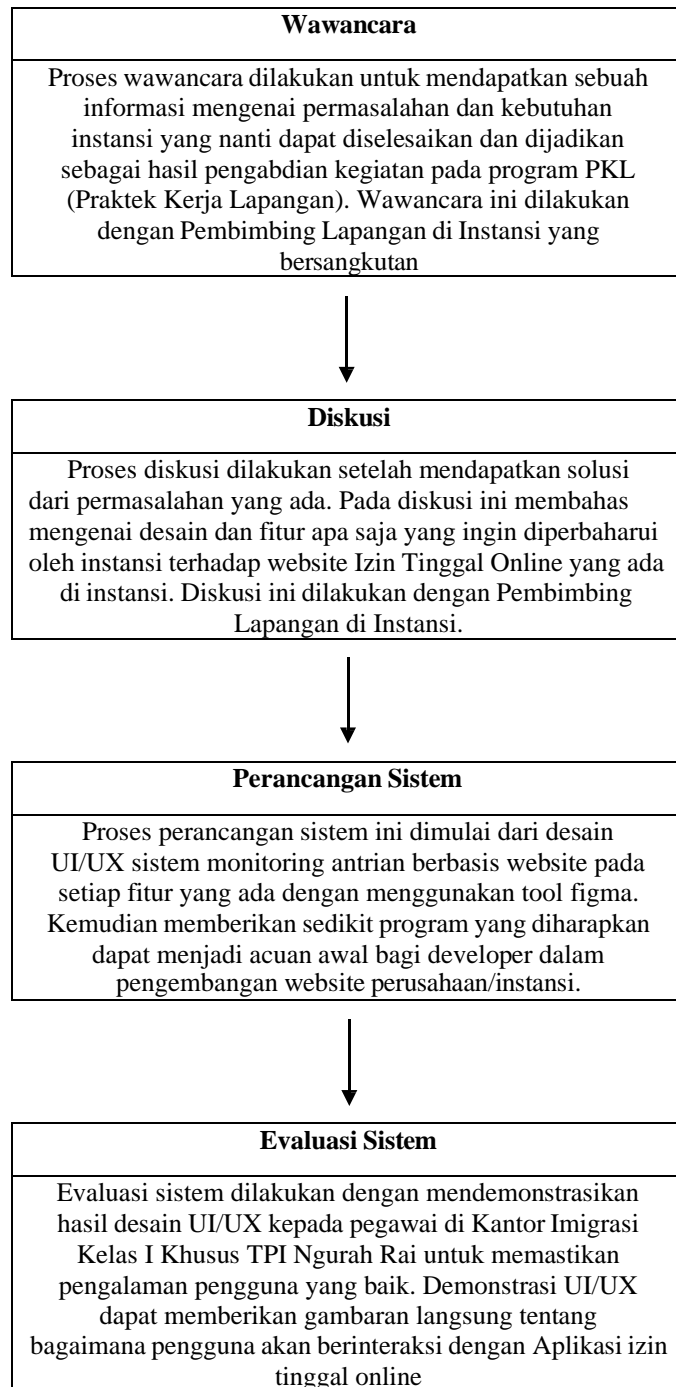 Wawancara
Proses wawancara dilakukan untuk mendapatkan sebuah
informasi mengenai permasalahan dan kebutuhan
instansi yang nanti dapat diselesaikan dan dijadikan
sebagai hasil pengabdian kegiatan pada program PKL
(Praktek Kerja Lapangan). Wawancara ini dilakukan
dengan Pembimbing Lapangan di Instansi yang
bersangkutan
Diskusi
Proses diskusi dilakukan setelah mendapatkan solusi
dari permasalahan yang ada. Pada diskusi ini membahas
mengenai desain dan fitur apa saja yang ingin diperbaharui
oleh instansi terhadap website Izin Tinggal Online yang ada
di instansi. Diskusi ini dilakukan dengan Pembimbing
Lapangan di Instansi.
Perancangan Sistem
Proses perancangan sistem ini dimulai dari desain
UI/UX sistem monitoring antrian berbasis website pada
setiap fitur yang ada dengan menggunakan tool figma.
Kemudian memberikan sedikit program yang diharapkan
dapat menjadi acuan awal bagi developer dalam
pengembangan website perusahaan/instansi.
Evaluasi Sistem
Evaluasi sistem dilakukan dengan mendemonstrasikan
hasil desain UI/UX kepada pegawai di Kantor Imigrasi
Kelas I Khusus TPI Ngurah Rai untuk memastikan
pengalaman pengguna yang baik. Demonstrasi UI/UX
dapat memberikan gambaran langsung tentang
bagaimana pengguna akan berinteraksi dengan Aplikasi izin
tinggal online